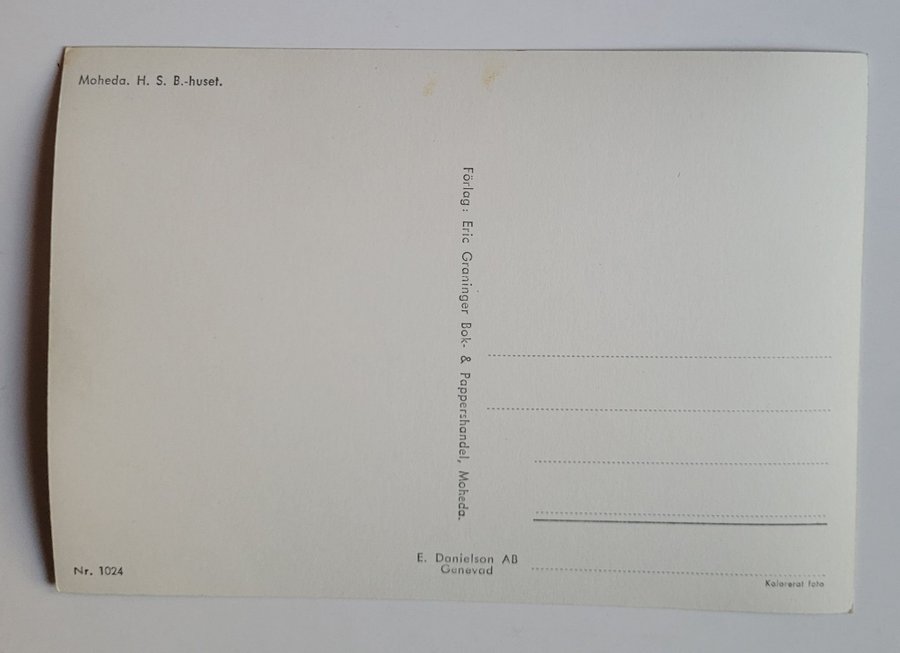 Moheda. H. S. B.-huset.
Förlag: Eric Graninger Bok- & Pappershandel, Moheda.
Nr. 1024
E. Danielson AB
Genevad
Kolorerat foto